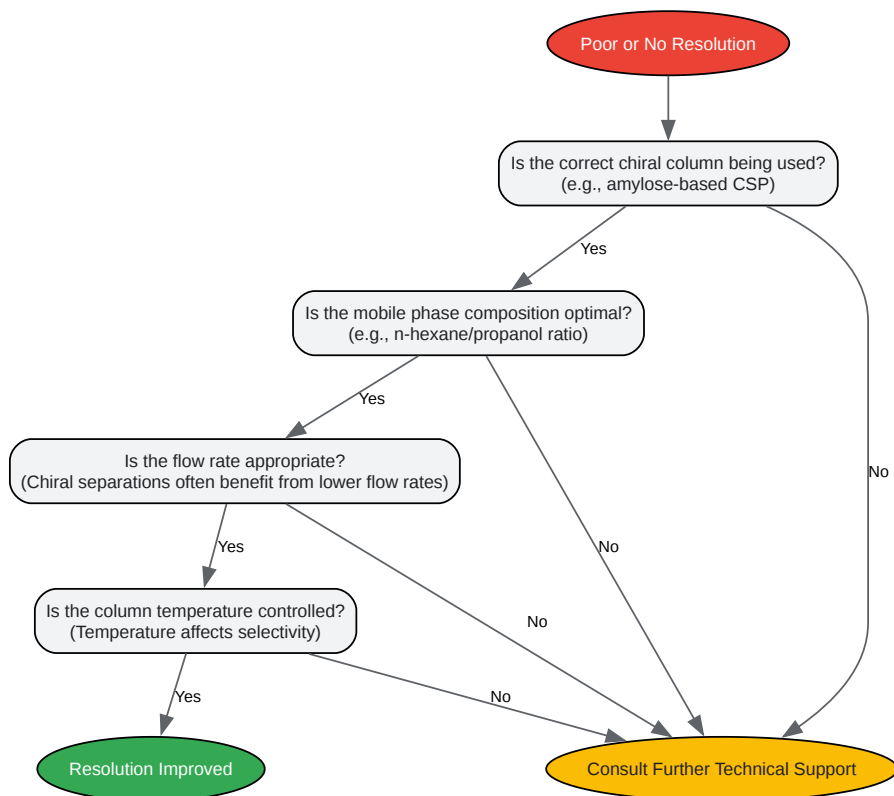 Poor or No Resolution
Is the correct chiral column being used?
(e.g., amylose-based CSP)
Yes
Is the mobile phase composition optimal?
(e.g., n-hexane/propanol ratio)
Yes
Is the flow rate appropriate?
(Chiral separations often benefit from lower flow rates)
No
Yes
No
Is the column temperature controlled?
(Temperature affects selectivity)
No
Yes
No
Resolution Improved
Consult Further Technical Support